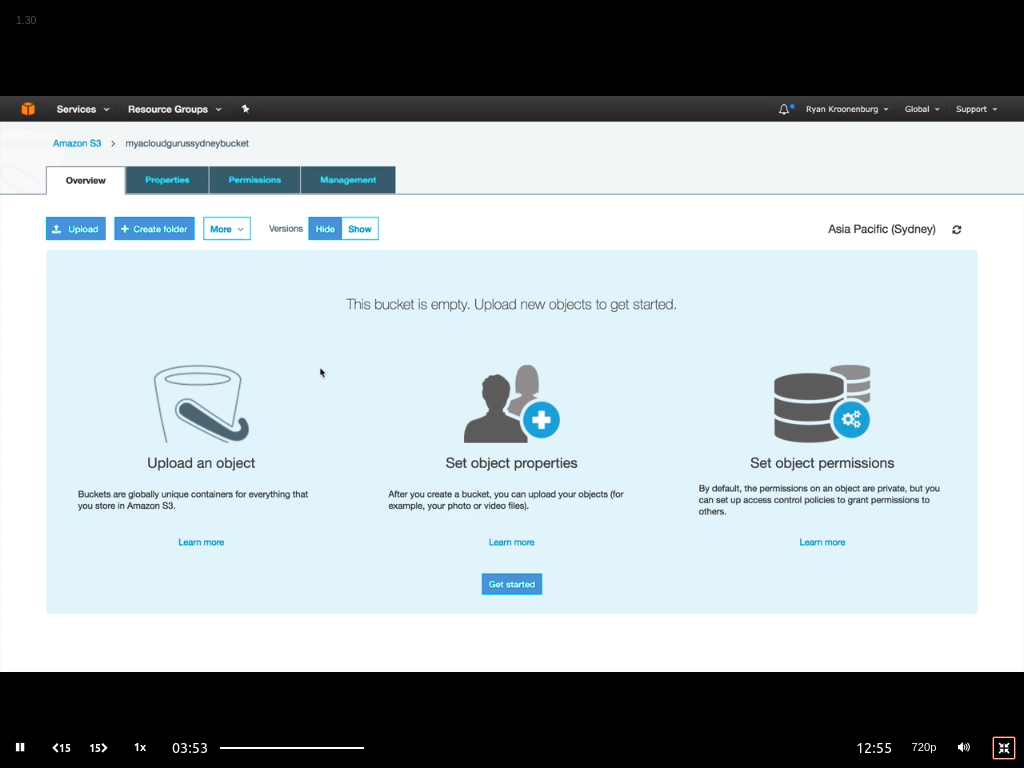 1.30
Services Resource Groups Ryan Kroonenburg Global Support
Amazon S3 > myacloudgurussydneybucket
Overview Properties Permissions Management
Upload + Create folder More Versions Hide Show Asia Pacific (Sydney)
This bucket is empty. Upload new objects to get started.
Upload an object
Buckets are globally unique containers for everything that
you store in Amazon S3.
Learn more
Set object properties
After you create a bucket, you can upload your objects (for
example, your photo or video files).
Learn more
Set object permissions
By default, the permissions on an object are private, but you
can set up access control policies to grant permissions to
others.
Learn more
Get started
15 15 1x 03:53 12:55 720p